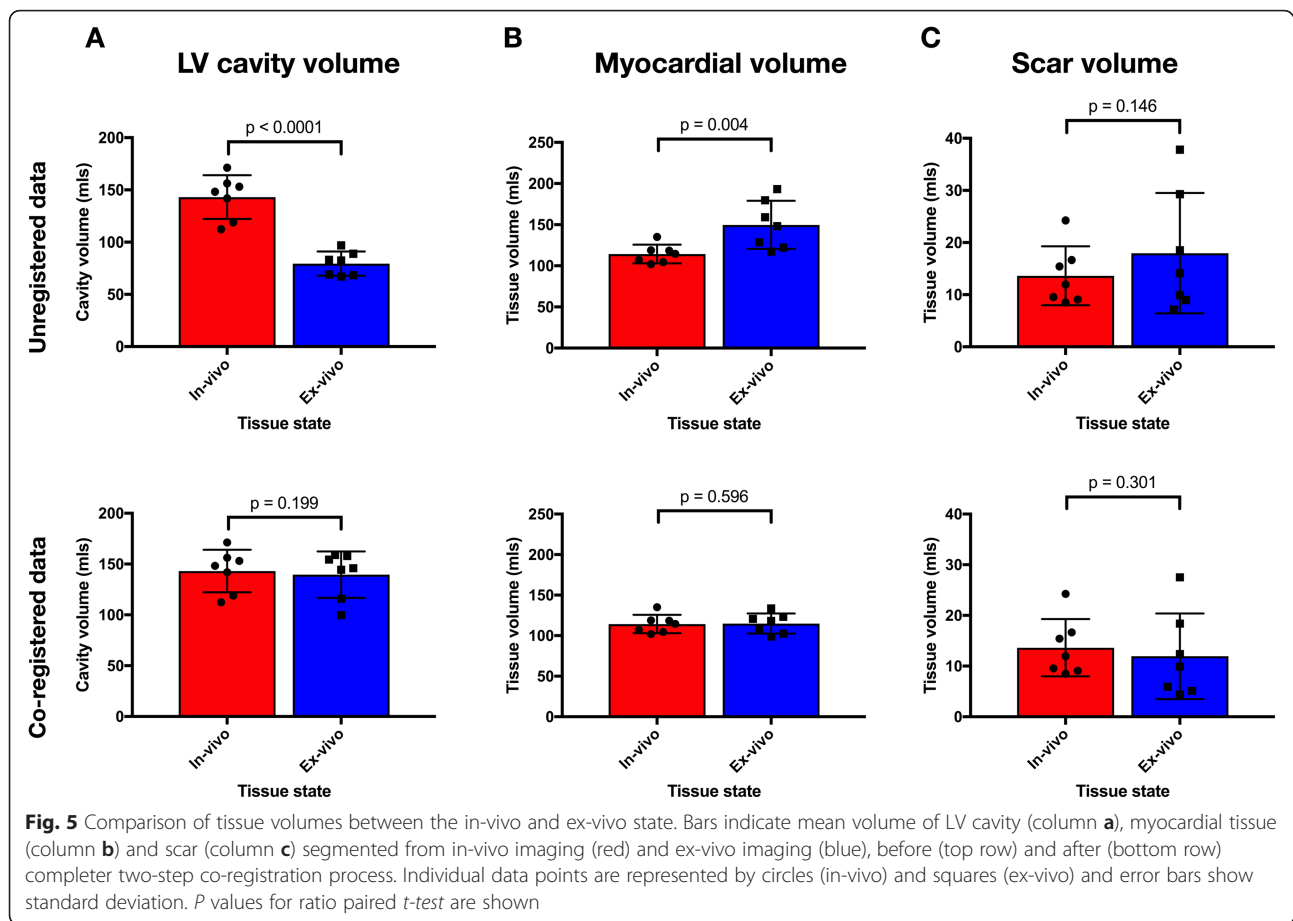 A
LV cavity volume
B
Myocardial volume
C
Scar volume
Unregistered data
p < 0.0001
200
150
100
50
0
Cavity volume (mls)
In-vivo
Ex-vivo
Tissue state
p = 0.004
250
200
150
100
50
0
Tissue volume (mls)
In-vivo
Ex-vivo
Tissue state
p = 0.146
40
30
20
10
0
Tissue volume (mls)
In-vivo
Ex-vivo
Tissue state
Co-registered data
p = 0.199
200
150
100
50
0
Cavity volume (mls)
In-vivo
Ex-vivo
Tissue state
p = 0.596
250
200
150
100
50
0
Tissue volume (mls)
In-vivo
Ex-vivo
Tissue state
p = 0.301
40
30
20
10
0
Tissue volume (mls)
In-vivo
Ex-vivo
Tissue state
Fig. 5 Comparison of tissue volumes between the in-vivo and ex-vivo state. Bars indicate mean volume of LV cavity (column a), myocardial tissue
(column b) and scar (column c) segmented from in-vivo imaging (red) and ex-vivo imaging (blue), before (top row) and after (bottom row)
completer two-step co-registration process. Individual data points are represented by circles (in-vivo) and squares (ex-vivo) and error bars show
standard deviation. P values for ratio paired t-test are shown